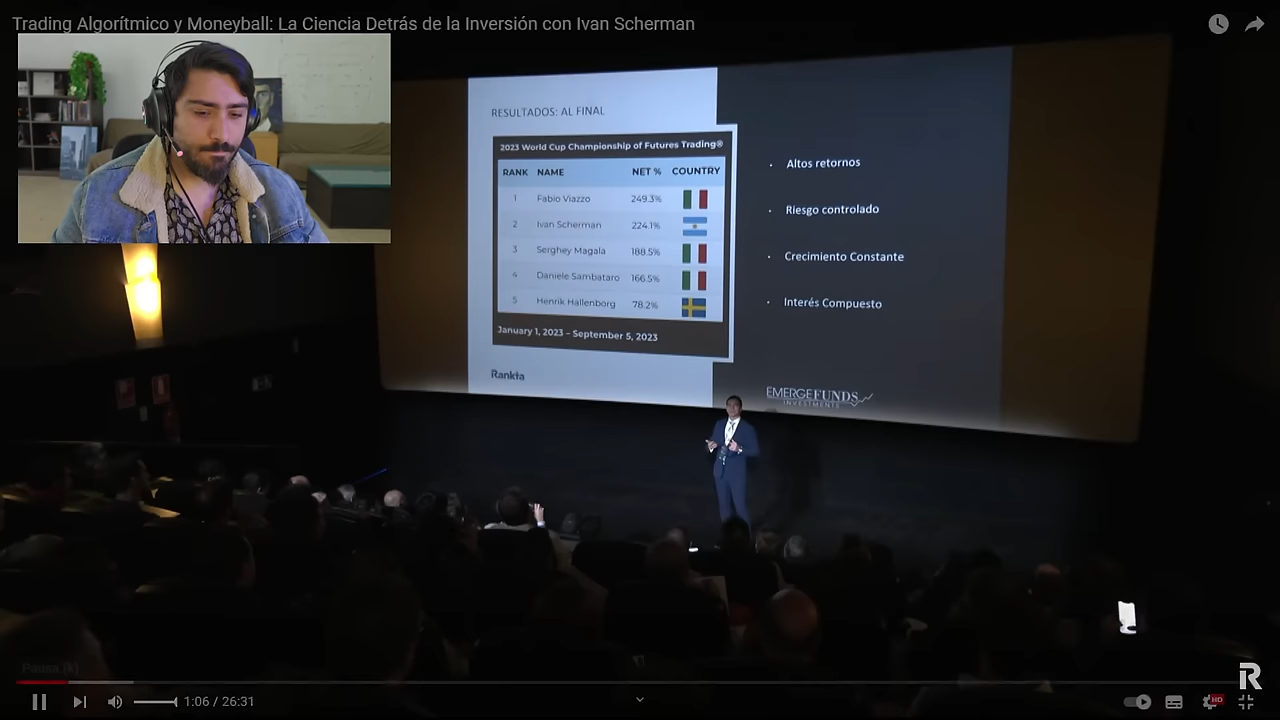 Trading Algorítmico y Moneyball: La Ciencia Detrás de la Inversión con Ivan Scherman
RESULTADOS: AL FINAL
2023 World Cup Championship of Futures Trading®
RANK NAME NET % COUNTRY
1 Fabio Viazzo 249.3%
2 Ivan Scherman 224.1%
3 Serghey Magala 188.5%
4 Daniele Sambataro 166.5%
5 Henrik Hallenborg 78.2%
January 1, 2023 – September 5, 2023
Rankia
· Altos retornos
· Riesgo controlado
· Crecimiento Constante
· Interés Compuesto
EMERGEFUNDS
INVESTMENTS
Pausa (k)
1:06 / 26:31
HD
R